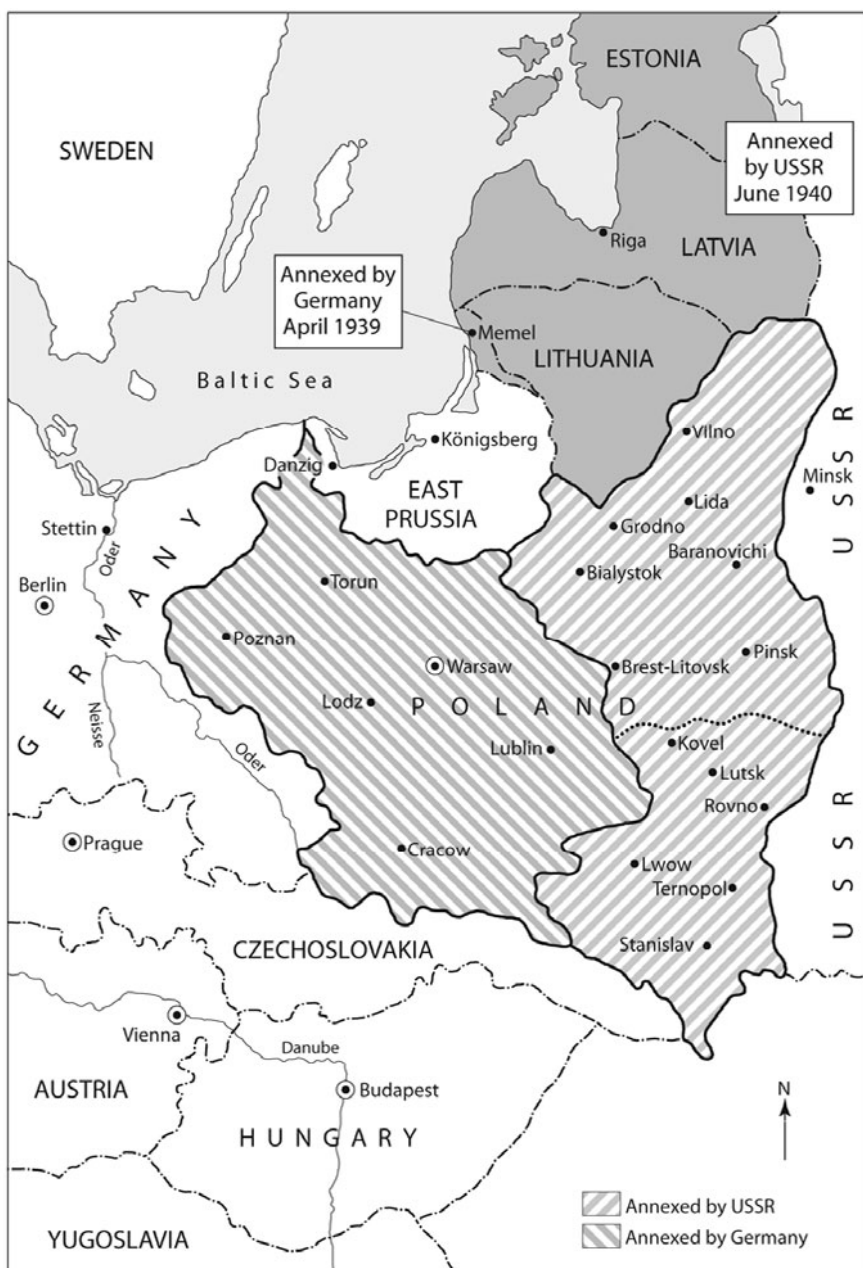 ESTONIA
SWEDEN
Annexed
by USSR
June 1940
Riga
LATVIA
Annexed by
Germany
April 1939
Memel
LITHUANIA
Baltic Sea
Vilno
USSR
Königsberg
Danzig
Minsk
EAST
PRUSSIA
Lida
Stettin
Oder
Grodno
Baranovichi
Bialystok
Berlin
Torun
GERMANY
Poznan
Warsaw
Brest-Litovsk
Pinsk
Lodz
POLAND
Neisse
Oder
Lublin
Kovel
Lutsk
Rovno
USSR
Prague
Cracow
Lwow
Ternopol
Stanislav
CZECHOSLOVAKIA
Vienna
Danube
AUSTRIA
Budapest
N
HUNGARY
Annexed by USSR
Annexed by Germany
YUGOSLAVIA